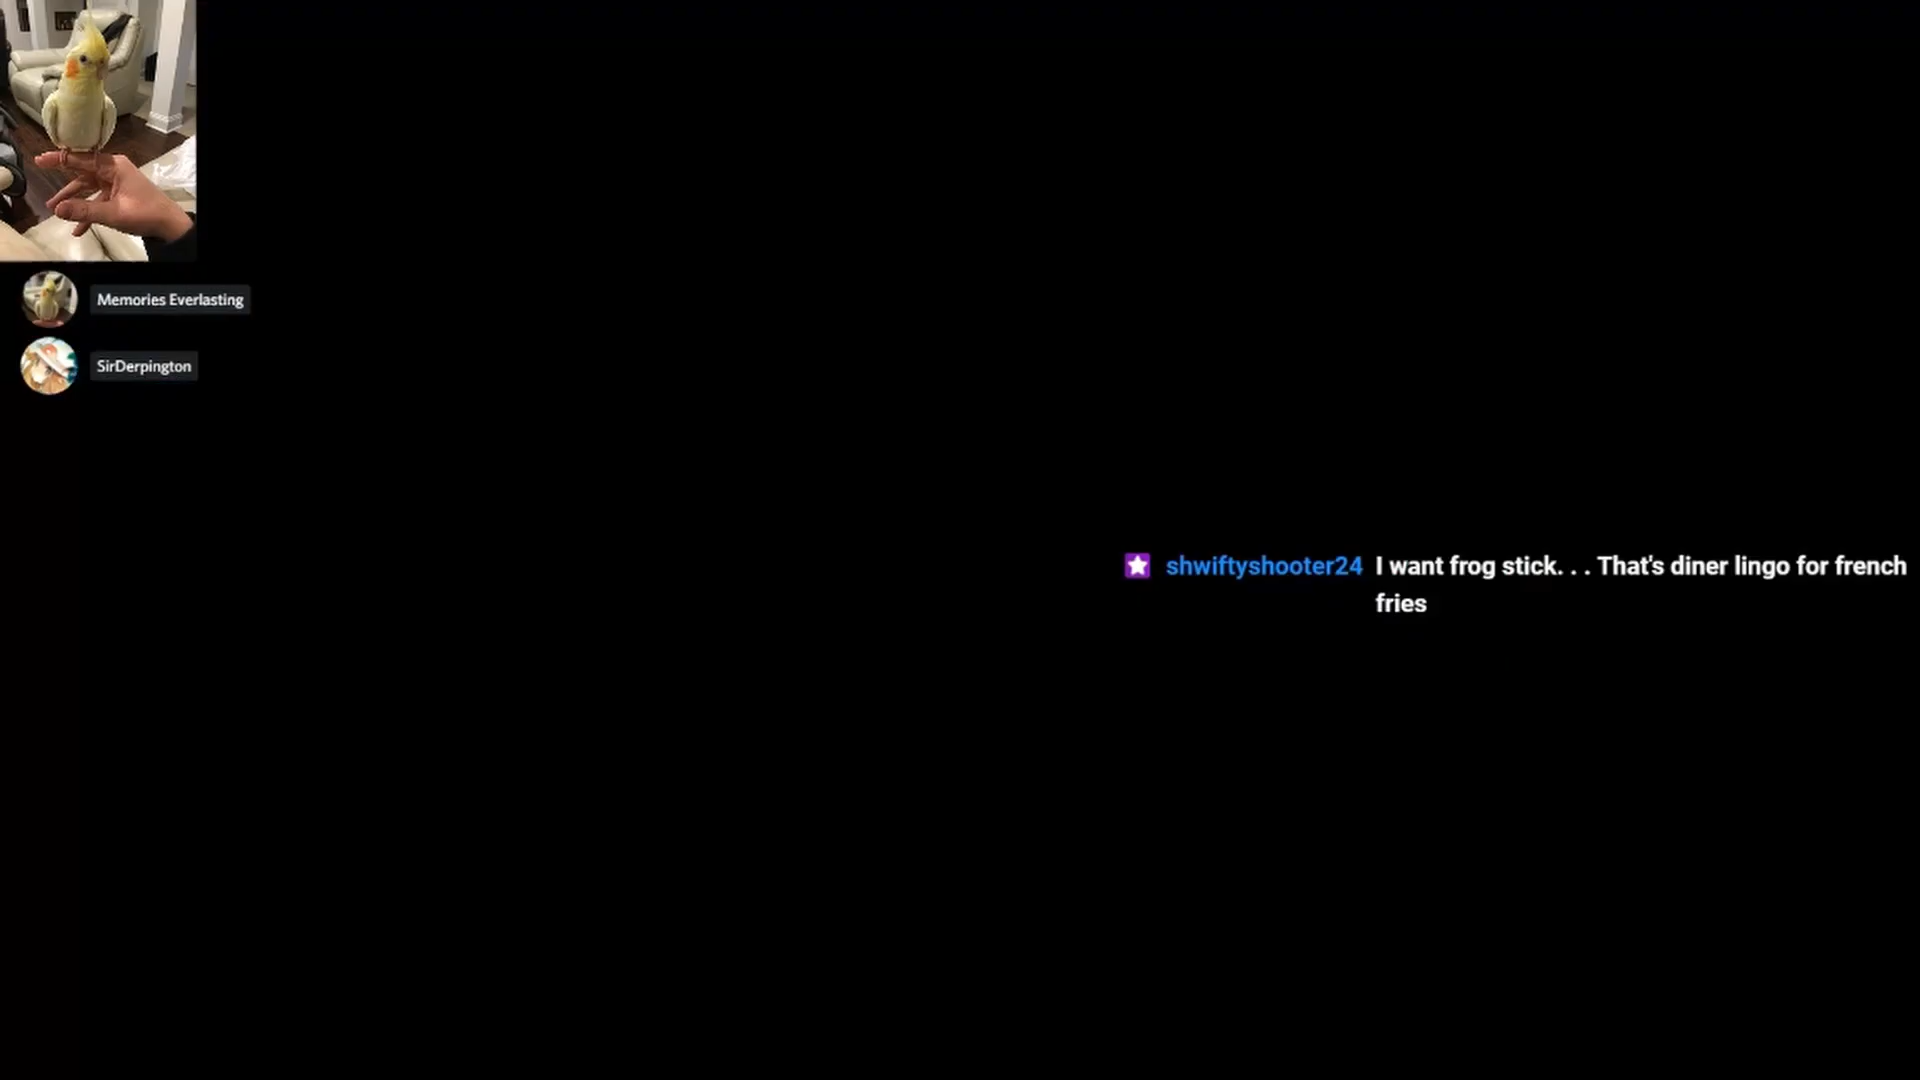 Memories Everlasting
SirDerpington
shwiftyshooter24 I want frog stick. . . That's diner lingo for french
fries